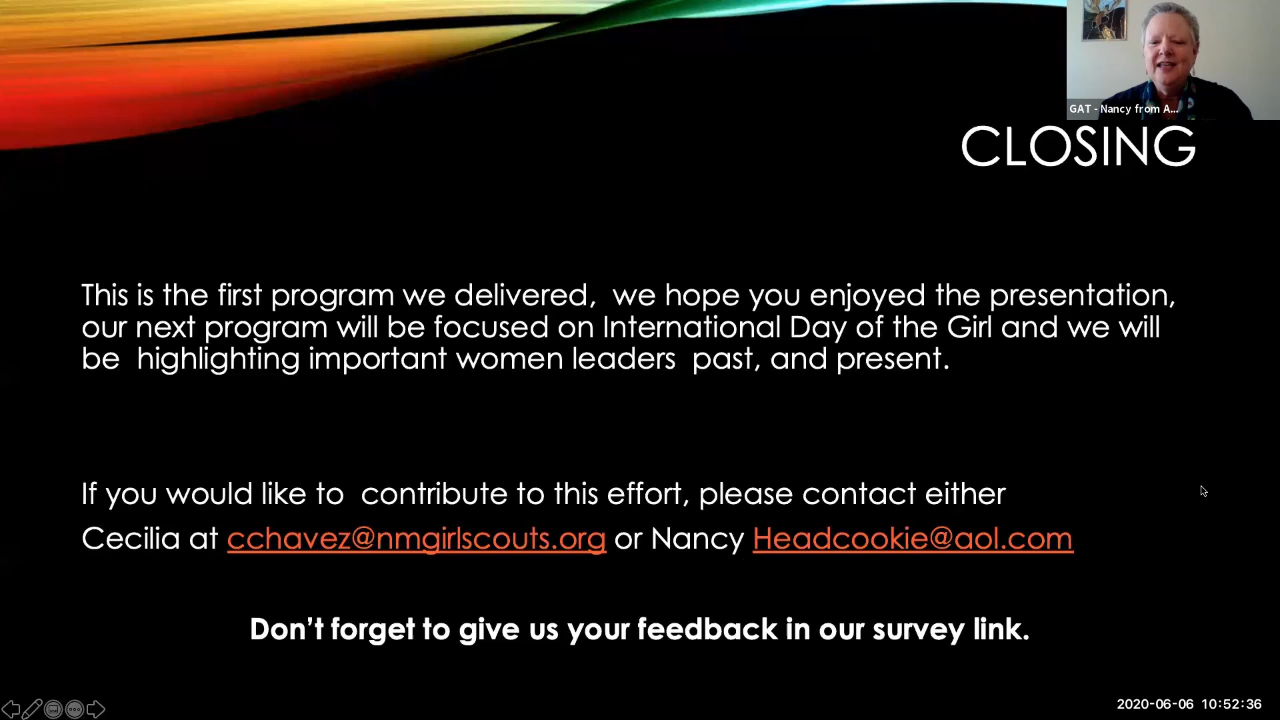 GAT - Nancy from A...
CLOSING
This is the first program we delivered,  we hope you enjoyed the presentation,
our next program will be focused on International Day of the Girl and we will
be  highlighting important women leaders  past, and present.
If you would like to  contribute to this effort, please contact either
Cecilia at cchavez@nmgirlscouts.org or Nancy Headcookie@aol.com
Don't forget to give us your feedback in our survey link.
2020-06-06 10:52:36